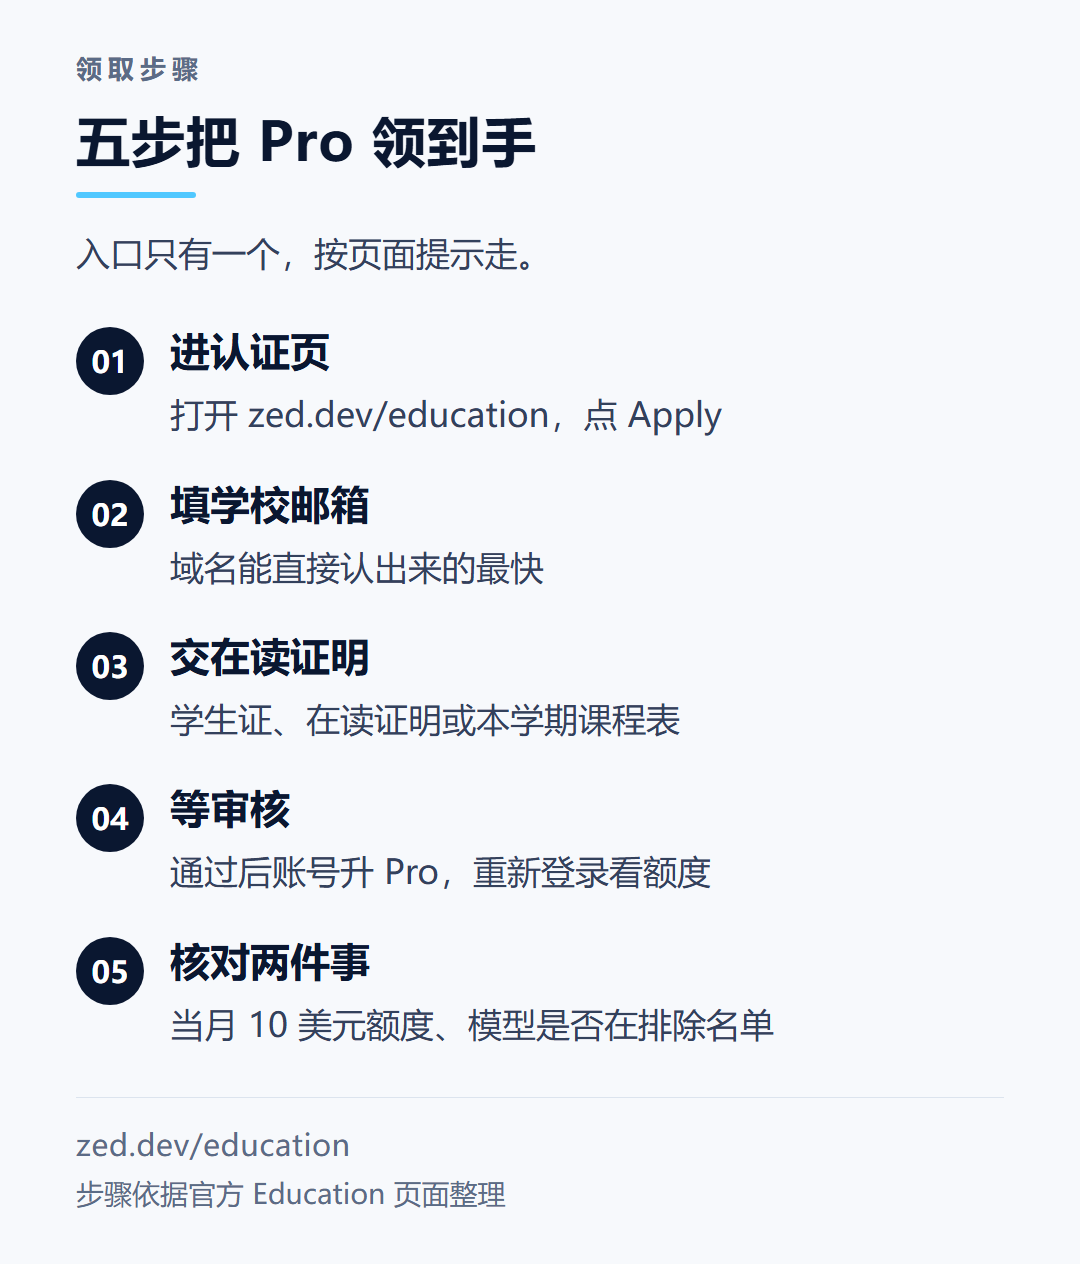 领取步骤
五步把 Pro 领到手
入口只有一个，按页面提示走。
01
进认证页
打开 zed.dev/education，点 Apply
02
填学校邮箱
域名能直接认出来的最快
03
交在读证明
学生证、在读证明或本学期课程表
04
等审核
通过后账号升 Pro，重新登录看额度
05
核对两件事
当月 10 美元额度、模型是否在排除名单
zed.dev/education
步骤依据官方 Education 页面整理